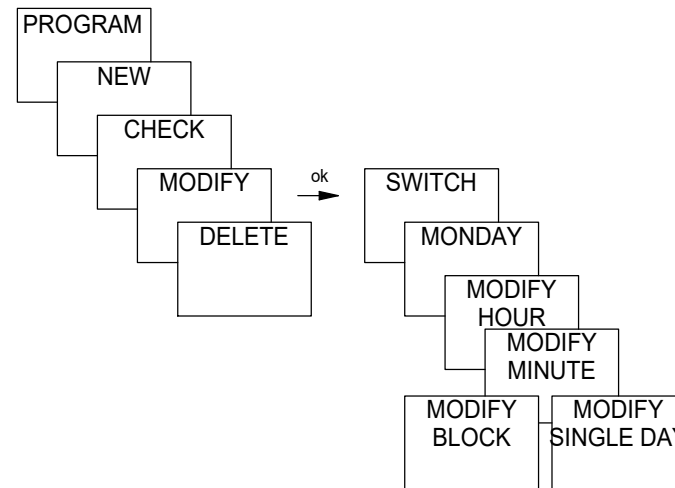 PROGRAM
NEW
CHECK
MODIFY
DELETE
ok
SWITCH
MONDAY
MODIFY
HOUR
MODIFY
MINUTE
MODIFY
BLOCK
MODIFY
SINGLE DAY